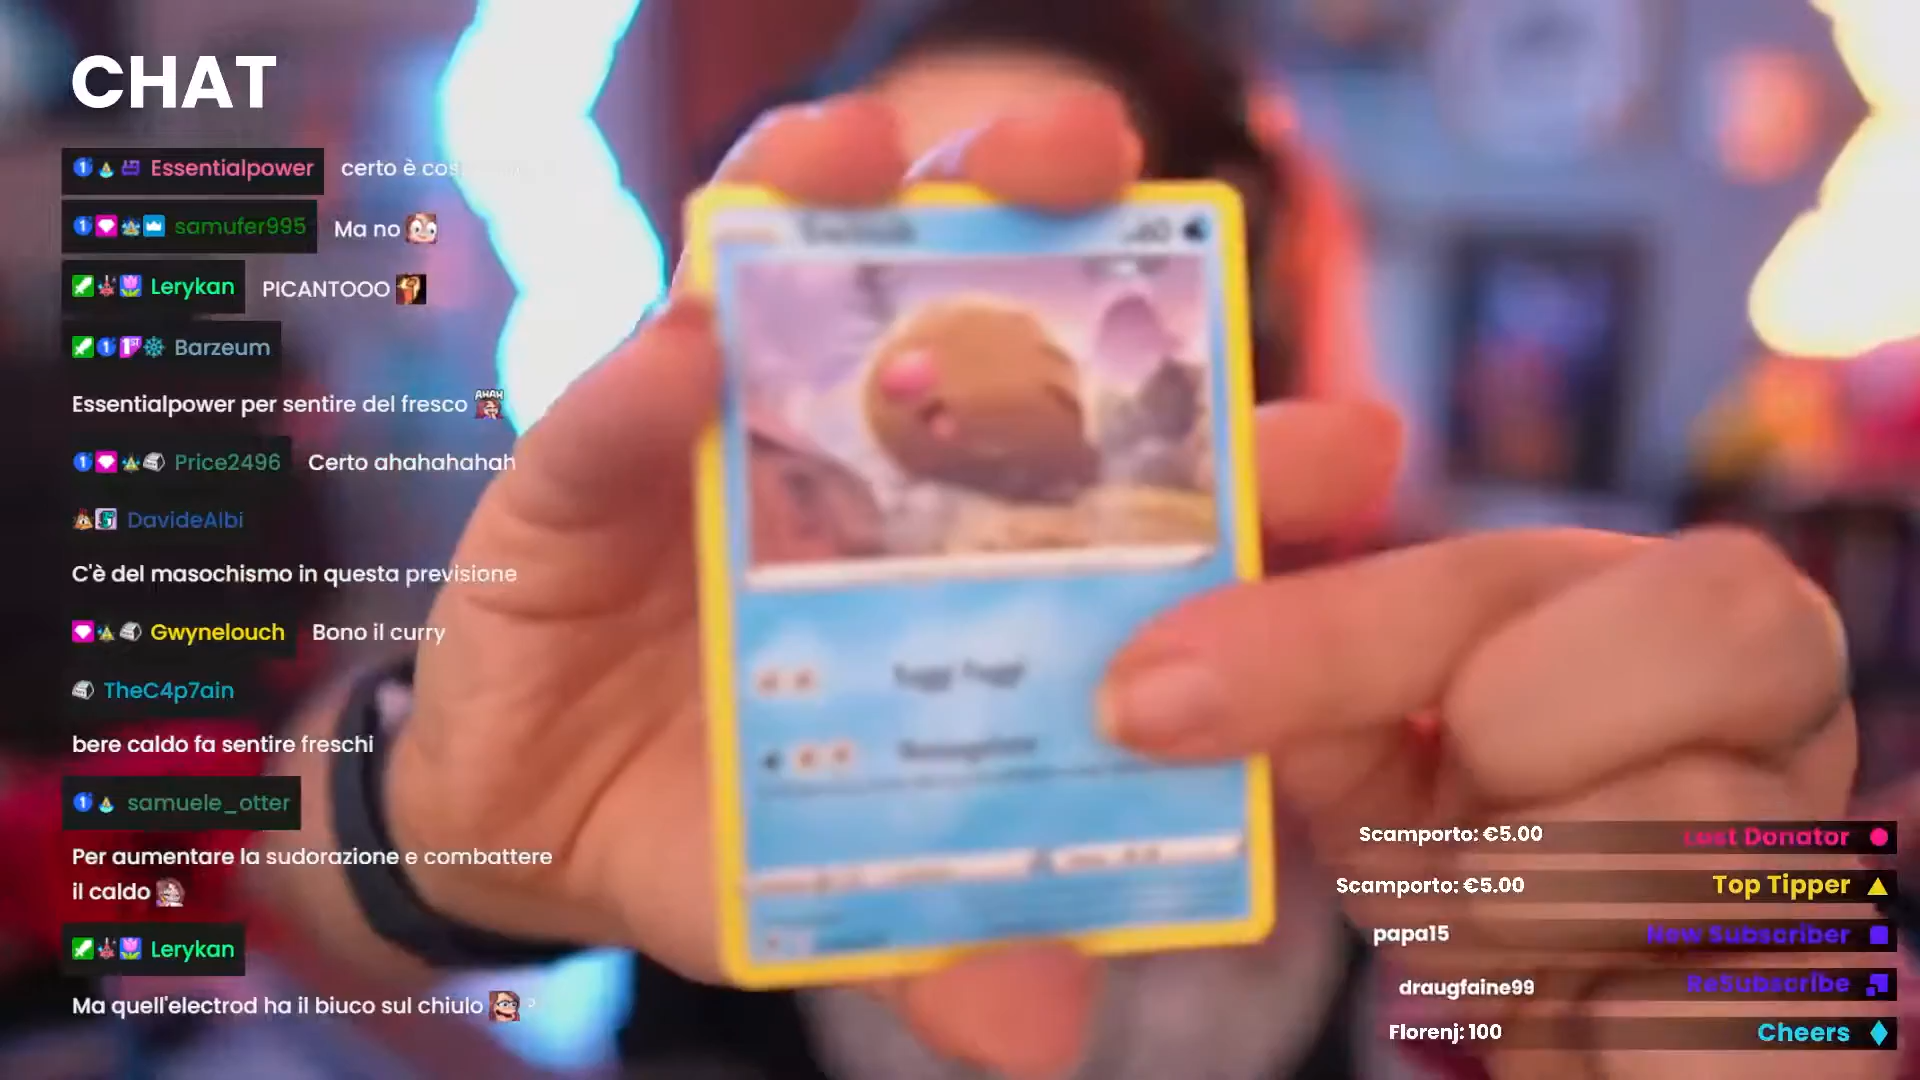 CHAT
Essentialpower certo è cos
samufer995 Ma no
Lerykan PICANTOOO
Barzeum
Essentialpower per sentire del fresco
Price2496 Certo ahahahahah
DavideAlbi
C'è del masochismo in questa previsione
Gwynelouch Bono il curry
TheC4p7ain
bere caldo fa sentire freschi
samuele_otter
Per aumentare la sudorazione e combattere
il caldo
Lerykan
Ma quell'electrod ha il biuco sul chiulo ?
Scamporto: €5.00 Last Donator
Scamporto: €5.00 Top Tipper
papa15 New Subscriber
draugfaine99 ReSubscribe
Florenj: 100 Cheers